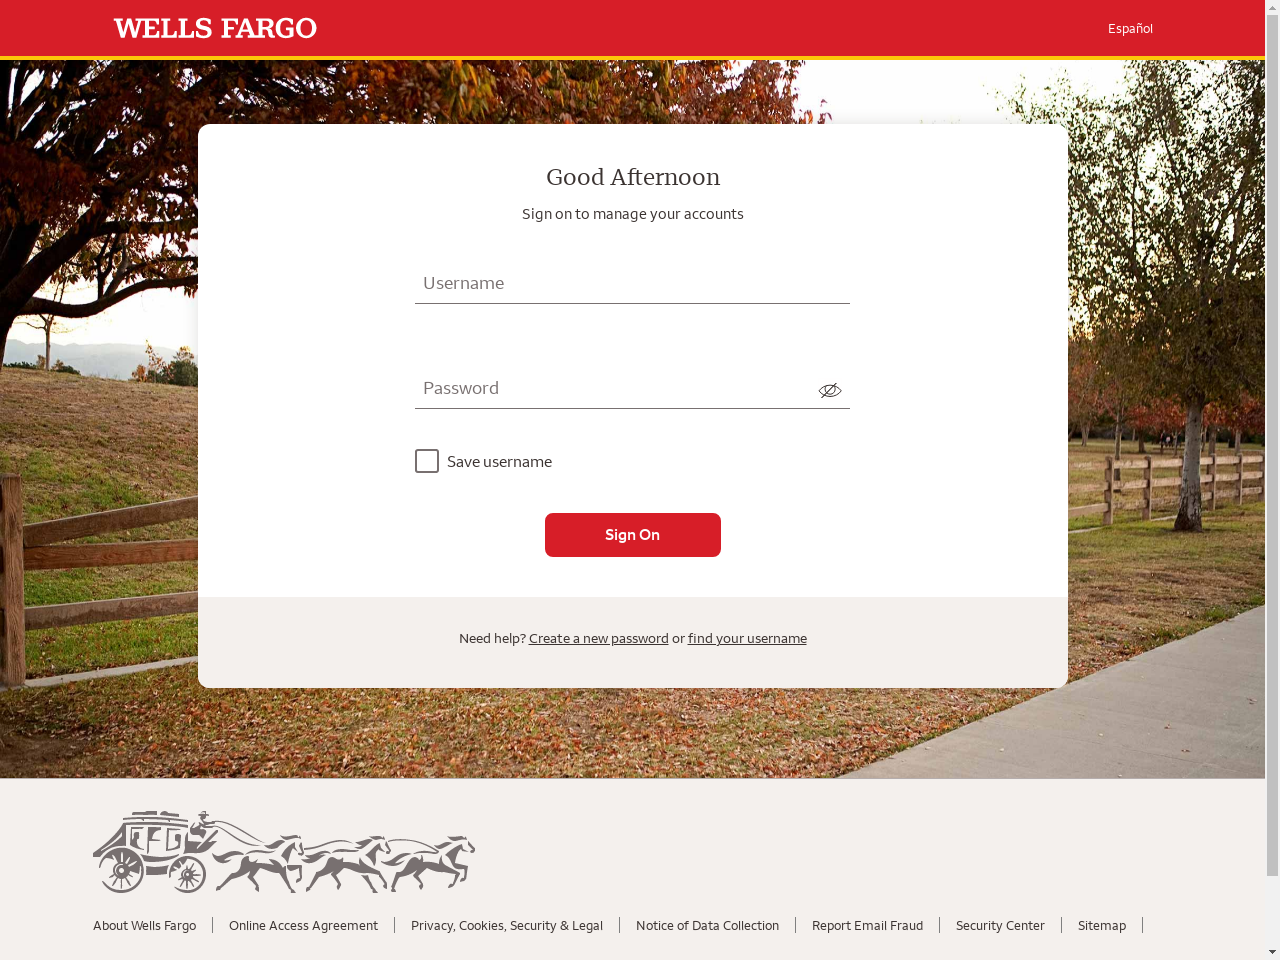 WELLS FARGO
Español
Good Afternoon
Sign on to manage your accounts
Username
Password
Save username
Sign On
Need help? Create a new password or find your username
About Wells Fargo
Online Access Agreement
Privacy, Cookies, Security & Legal
Notice of Data Collection
Report Email Fraud
Security Center
Sitemap